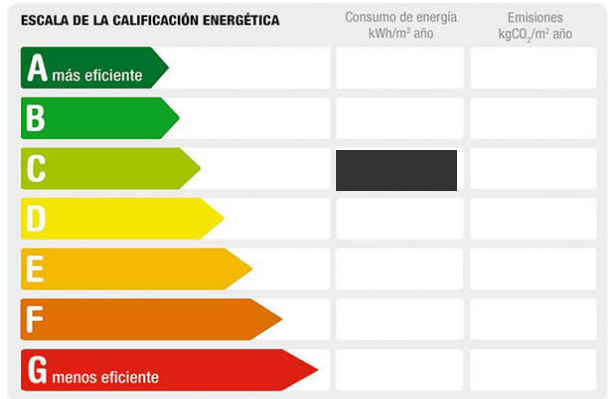 ESCALA DE LA CALIFICACIÓN ENERGÉTICA
Consumo de energía
kWh/m² año
Emisiones
kgCO₂/m² año
A más eficiente
B
C
D
E
F
G menos eficiente